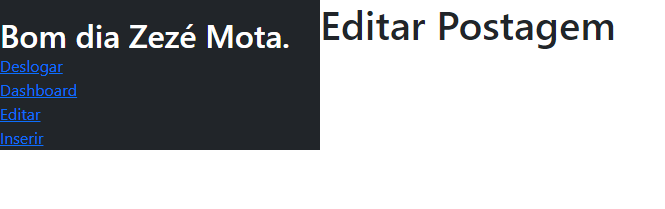 Bom dia Zezé Mota.
Deslogar
Dashboard
Editar
Inserir
Editar Postagem